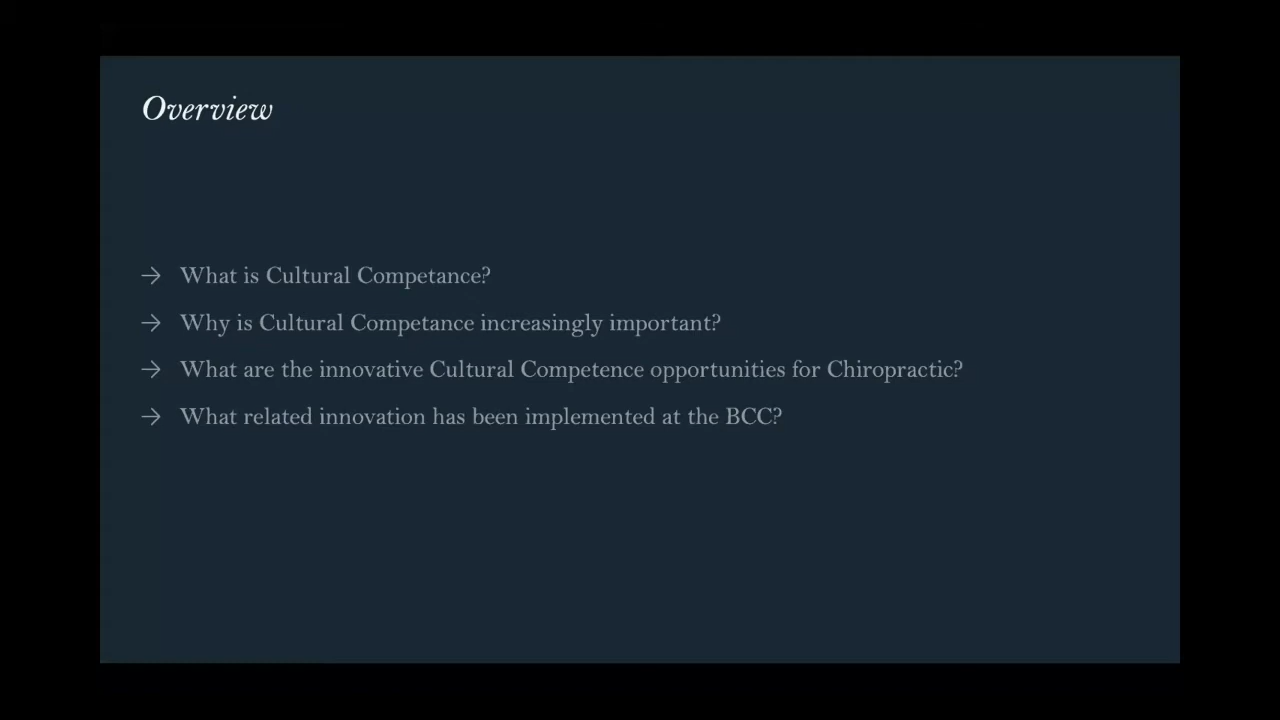 Overview
→ What is Cultural Competance?
→ Why is Cultural Competance increasingly important?
→ What are the innovative Cultural Competence opportunities for Chiropractic?
→ What related innovation has been implemented at the BCC?